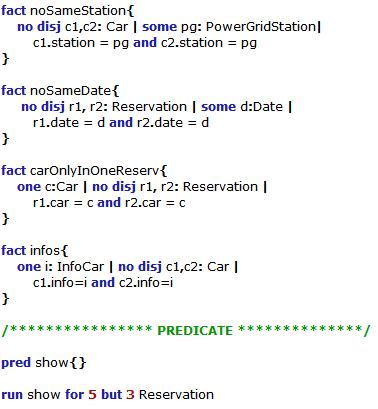 fact noSameStation{
no disj c1,c2: Car | some pg: PowerGridStation|
c1.station = pg and c2.station = pg
}
fact noSameDate{
no disj r1, r2: Reservation | some d:Date |
r1.date = d and r2.date = d
}
fact carOnlyInOneReserv{
one c:Car | no disj r1, r2: Reservation |
r1.car = c and r2.car = c
}
fact infos{
one i: InfoCar | no disj c1,c2: Car |
c1.info=i and c2.info=i
}
/**************** PREDICATE **************/
pred show{}
run show for 5 but 3 Reservation